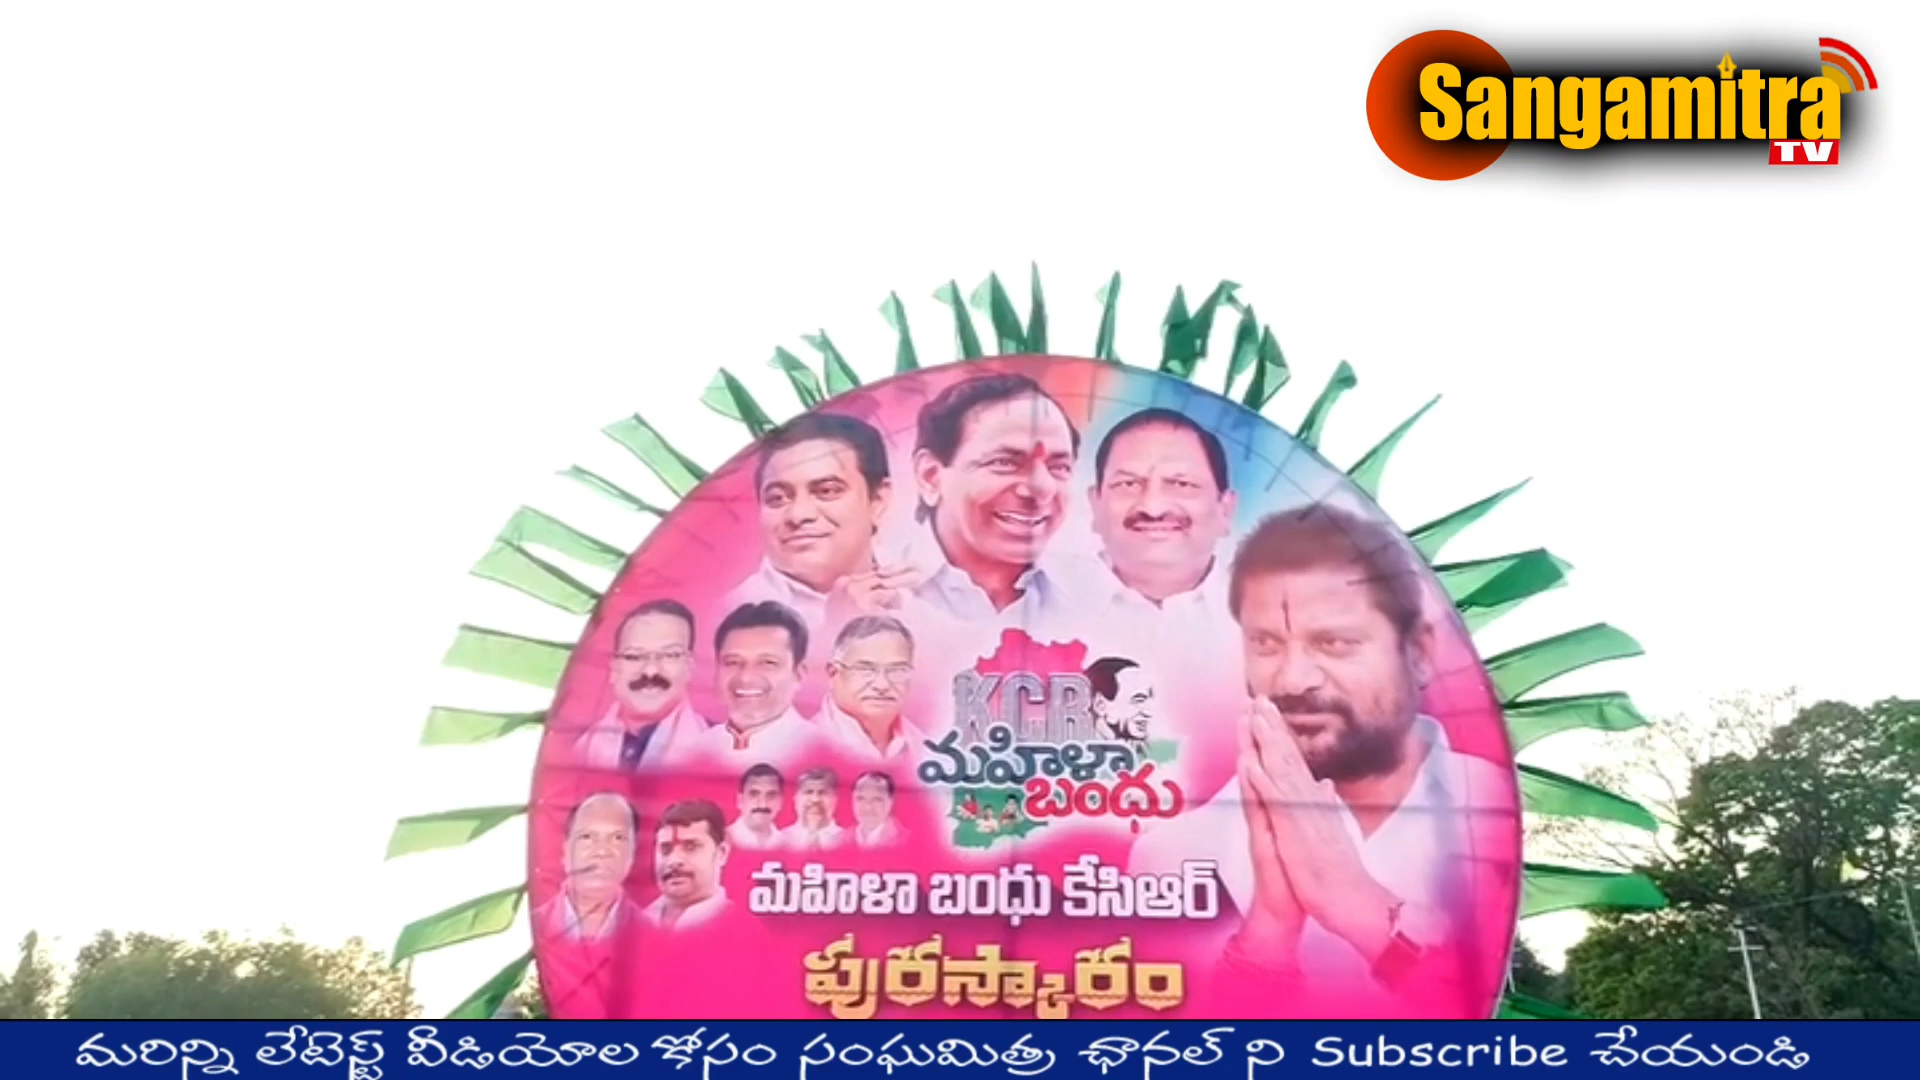 Sangamitra
TV
KCR
మహిళా
బంధు
మహిళా బంధు కేసిఆర్
పురస్కారం
మరిన్ని లేటెస్ట్ వీడియోల కోసం సంఘమిత్ర ఛానల్ ని Subscribe చేయండి